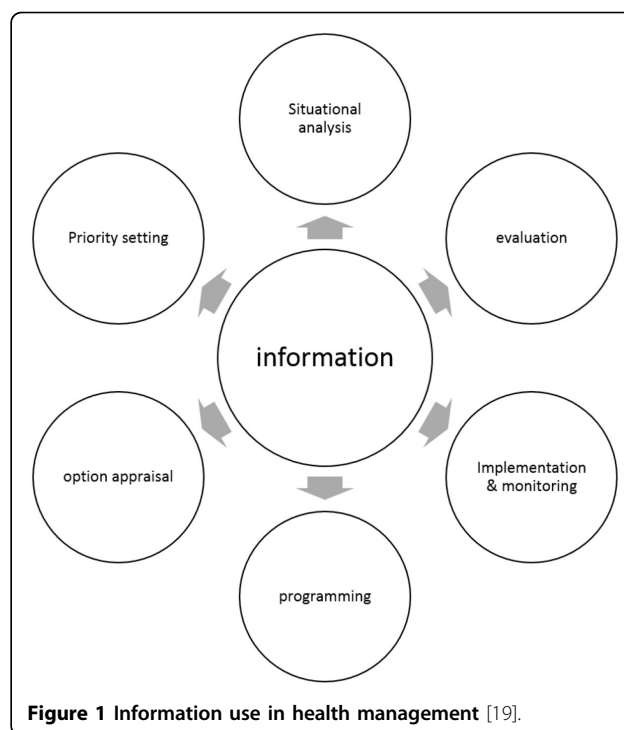 Situational
analysis
Priority setting
evaluation
information
option appraisal
Implementation
& monitoring
programming
Figure 1 Information use in health management [19].